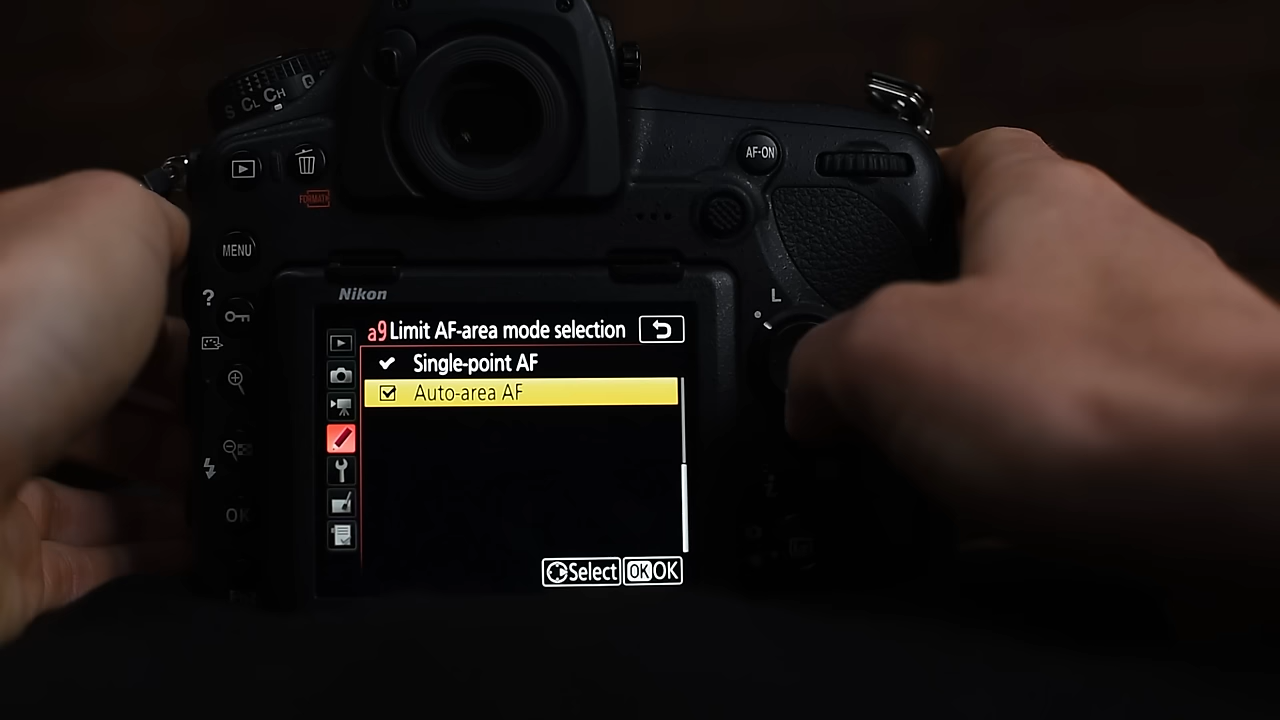 S CL CH Q
AF-ON
FORMAT
MENU
?
L
Nikon
a9 Limit AF-area mode selection
Single-point AF
Auto-area AF
i
OK
Select OK OK